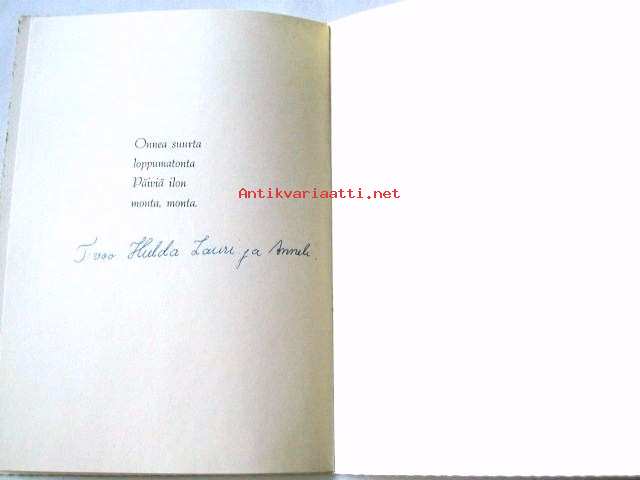 Onnea suurta
loppumatonta
Päiviä ilon
monta, monta.
Antikvariaatti.net
T. voo Hulda Lauri ja Anneli.